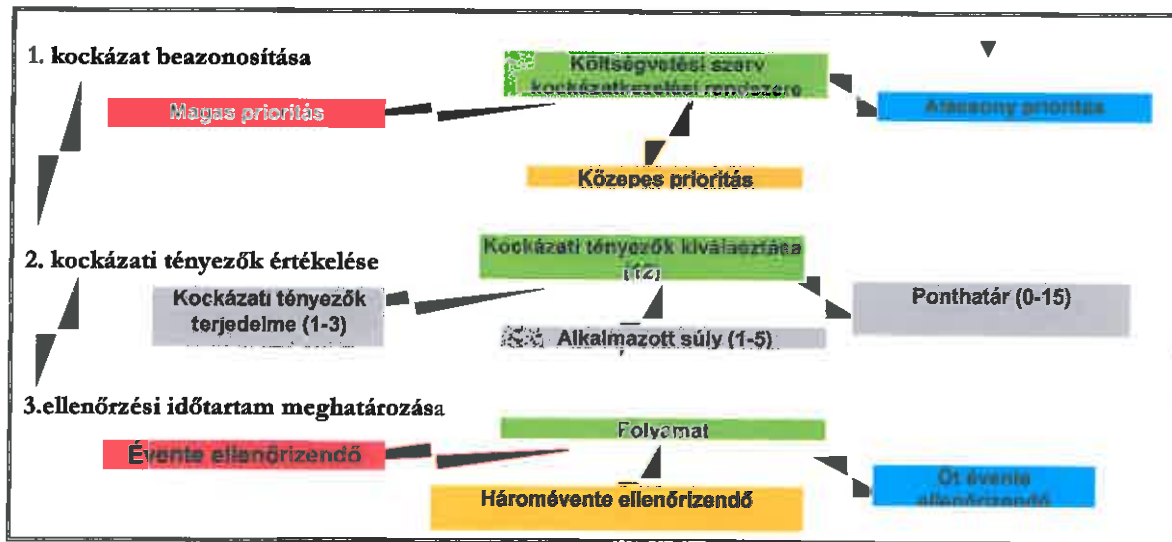 1. kockázat beazonosítása
Költségvetési szerv
kockázatkezelési rendszere
Magas prioritás
Alacsony prioritás
Közepes prioritás
2. kockázati tényezők értékelése
Kockázati tényezők kiválasztása
(12)
Kockázati tényezők
terjedelme (1-3)
Alkalmazott súly (1-5)
Ponthatár (0-15)
3.ellenőrzési időtartam meghatározása
Folyamat
Évente ellenőrizendő
Háromévente ellenőrizendő
Öt évente
ellenőrizendő